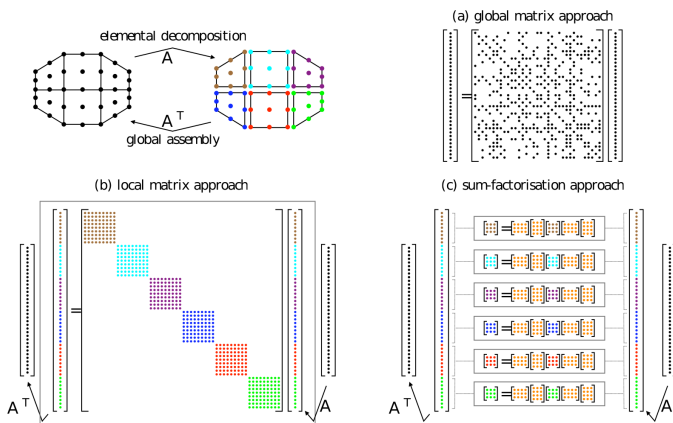 (a) global matrix approach
elemental decomposition
A
A T
global assembly
=
(b) local matrix approach
(c) sum-factorisation approach
=
=
=
=
=
=
=
A T
A
A T
A